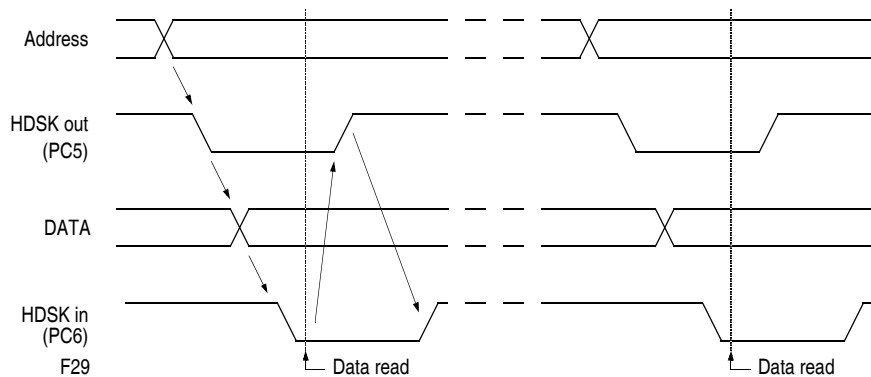 Address
HDSK out
(PC5)
DATA
HDSK in
(PC6)
F29
Data read
Data read